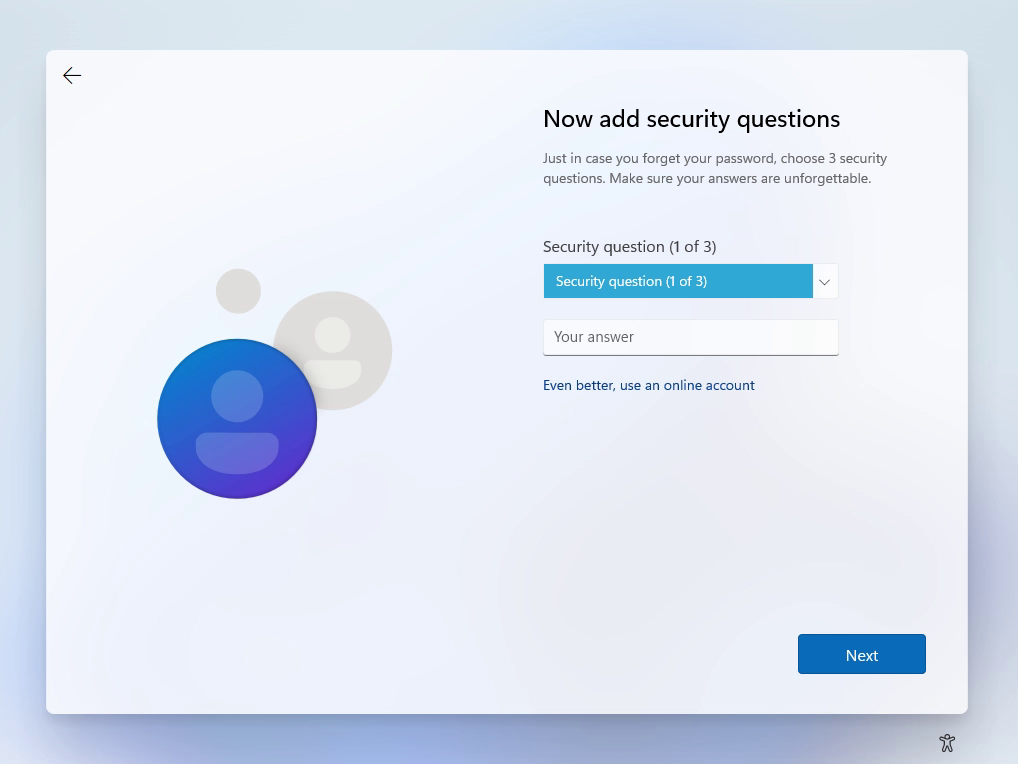 Now add security questions
Just in case you forget your password, choose 3 security
questions. Make sure your answers are unforgettable.
Security question (1 of 3)
Security question (1 of 3)
Your answer
Even better, use an online account
Next